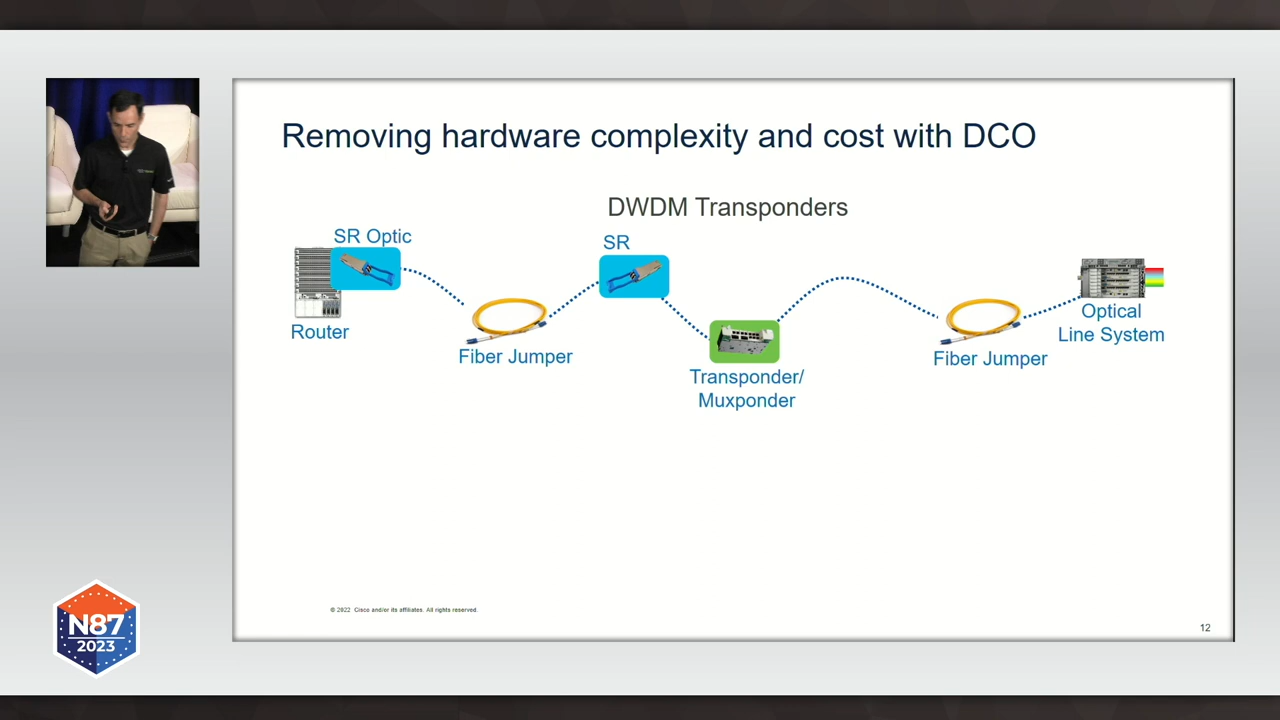 Removing hardware complexity and cost with DCO
DWDM Transponders
SR Optic
SR
Router
Fiber Jumper
Transponder/
Muxponder
Fiber Jumper
Optical
Line System
© 2022 Cisco and/or its affiliates. All rights reserved.
12
N87
2023